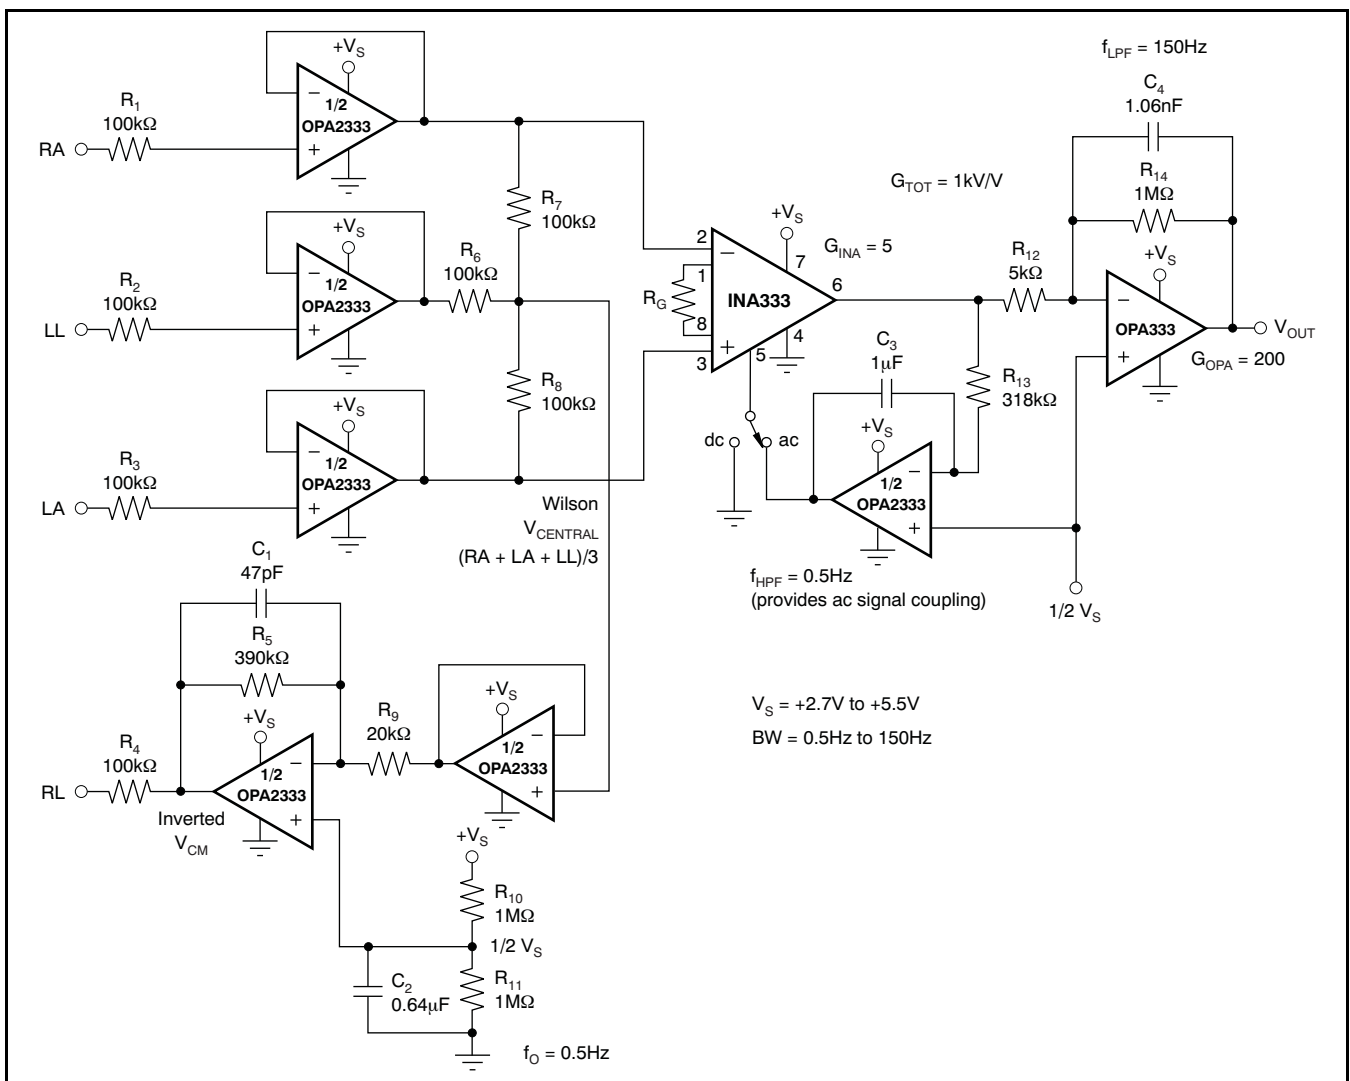 +V_S
f_LPF = 150Hz
C_4
1.06nF
R_1
100kΩ
RA
−
1/2
OPA2333
+
R_7
100kΩ
G_TOT = 1kV/V
R_14
1MΩ
+V_S
−
1/2
OPA2333
+
R_2
100kΩ
LL
R_6
100kΩ
+V_S
2
−
1
R_G
8
+
3
INA333
7
6
4
5
G_INA = 5
R_12
5kΩ
+V_S
−
OPA333
+
V_OUT
G_OPA = 200
+V_S
−
1/2
OPA2333
+
R_3
100kΩ
LA
R_8
100kΩ
C_3
1μF
R_13
318kΩ
dc
ac
+V_S
−
1/2
OPA2333
+
Wilson
V_CENTRAL
(RA + LA + LL)/3
f_HPF = 0.5Hz
(provides ac signal coupling)
1/2 V_S
C_1
47pF
R_5
390kΩ
+V_S
−
1/2
OPA2333
+
R_4
100kΩ
RL
Inverted
V_CM
R_9
20kΩ
+V_S
−
1/2
OPA2333
+
V_S = +2.7V to +5.5V
BW = 0.5Hz to 150Hz
+V_S
R_10
1MΩ
1/2 V_S
C_2
0.64μF
R_11
1MΩ
f_O = 0.5Hz